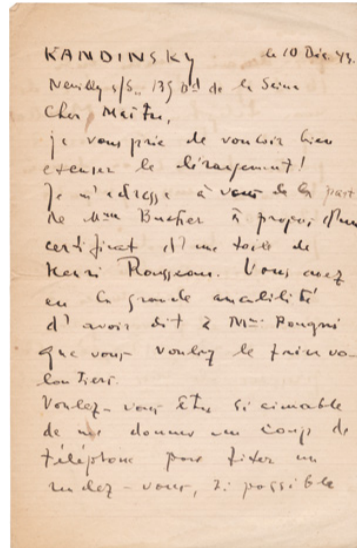 KANDINSKY le 10 Déc. 43.
Neuilly s/S., 135 Bd de la Seine
Cher Maître,
je vous prie de vouloir bien
excuser le dérangement!
Je m'adresse à vous de la part
de Mme Bucher à propos d'un
certificat d'une toile de
Henri Rousseau. Vous avez
eu la grande amabilité
d'avoir dit à Mme
que vous voulez le faire vo-
lontiers.
Voulez-vous être si aimable
de me donner un coup de
téléphone pour fixer un
rendez-vous, si possible